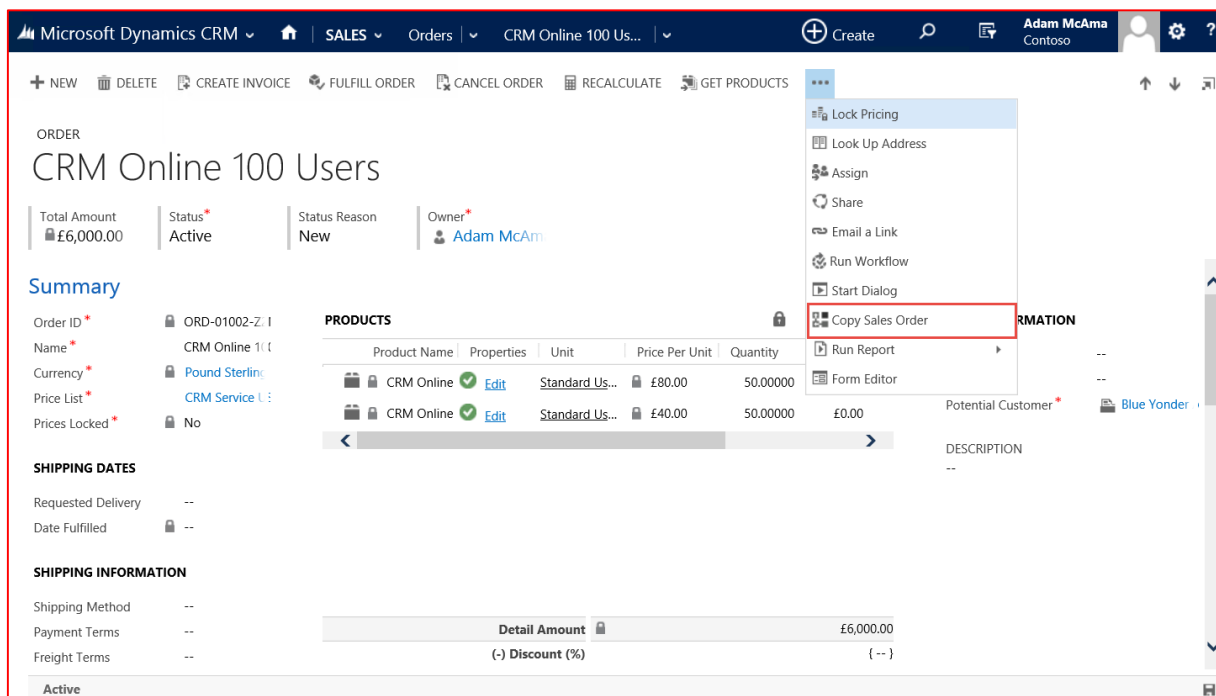 Microsoft Dynamics CRM SALES Orders CRM Online 100 Us... Create Adam McAma ?
Contoso
NEW DELETE CREATE INVOICE FULFILL ORDER CANCEL ORDER RECALCULATE GET PRODUCTS •••
Lock Pricing
Look Up Address
Assign
Share
Email a Link
Run Workflow
Start Dialog
Copy Sales Order
Run Report
Form Editor
ORDER
CRM Online 100 Users
Total Amount Status* Status Reason Owner*
£6,000.00 Active New Adam McAm
Summary
Order ID* ORD-01002-Z
Name* CRM Online 10
Currency* Pound Sterling
Price List* CRM Service
Prices Locked* No
SHIPPING DATES
Requested Delivery --
Date Fulfilled --
SHIPPING INFORMATION
Shipping Method --
Payment Terms --
Freight Terms --
PRODUCTS
Product Name Properties Unit Price Per Unit Quantity
CRM Online Edit Standard Us... £80.00 50.00000
CRM Online Edit Standard Us... £40.00 50.00000 £0.00
Detail Amount £6,000.00
(-) Discount (%) { -- }
RMATION
--
--
Potential Customer* Blue Yonder
DESCRIPTION
--
Active